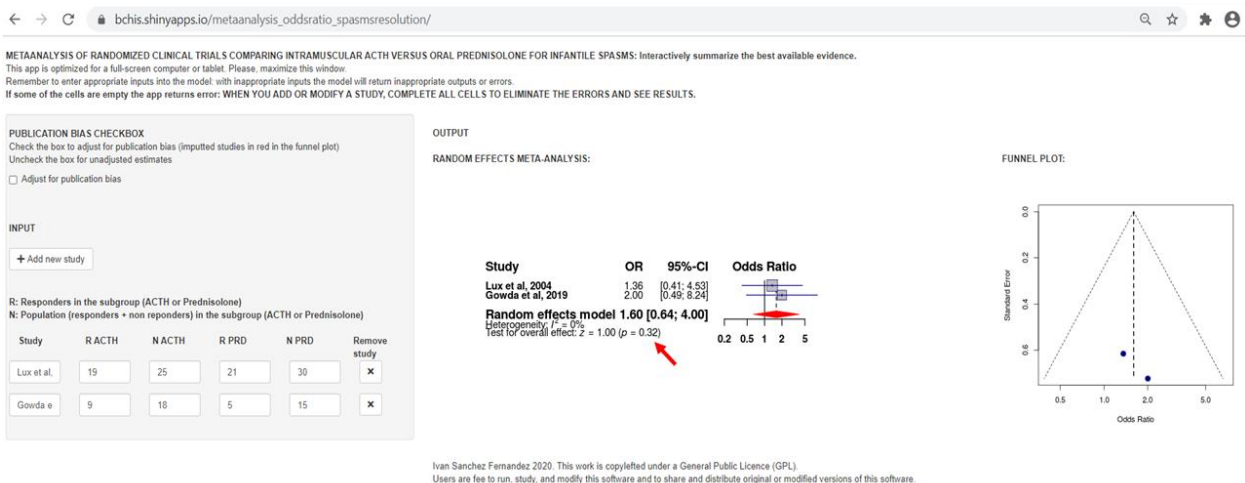 bchis.shinyapps.io/metaanalysis_oddsratio_spasmsresolution/
METAANALYSIS OF RANDOMIZED CLINICAL TRIALS COMPARING INTRAMUSCULAR ACTH VERSUS ORAL PREDNISOLONE FOR INFANTILE SPASMS: Interactively summarize the best available evidence.
This app is optimized for a full-screen computer or tablet. Please, maximize this window.
Remember to enter appropriate inputs into the model: with inappropriate inputs the model will return inappropriate outputs or errors.
If some of the cells are empty the app returns error: WHEN YOU ADD OR MODIFY A STUDY, COMPLETE ALL CELLS TO ELIMINATE THE ERRORS AND SEE RESULTS.
PUBLICATION BIAS CHECKBOX
Check the box to adjust for publication bias (imputted studies in red in the funnel plot)
Uncheck the box for unadjusted estimates
Adjust for publication bias
INPUT
+ Add new study
R: Responders in the subgroup (ACTH or Prednisolone)
N: Population (responders + non reponders) in the subgroup (ACTH or Prednisolone)
Study R ACTH N ACTH R PRD N PRD Remove
study
Lux et al, 19 25 21 30 ×
Gowda e 9 18 5 15 ×
OUTPUT
RANDOM EFFECTS META-ANALYSIS:
Study OR 95%-CI Odds Ratio
Lux et al, 2004 1.36 [0.41; 4.53]
Gowda et al, 2019 2.00 [0.49; 8.24]
Random effects model 1.60 [0.64; 4.00]
Heterogeneity: I² = 0%
Test for overall effect: z = 1.00 (p = 0.32)
0.2 0.5 1 2 5
FUNNEL PLOT:
Standard Error
0.0
0.2
0.4
0.6
0.5 1.0 2.0 5.0
Odds Ratio
Ivan Sanchez Fernandez 2020. This work is copylefted under a General Public Licence (GPL).
Users are fee to run, study, and modify this software and to share and distribute original or modified versions of this software.